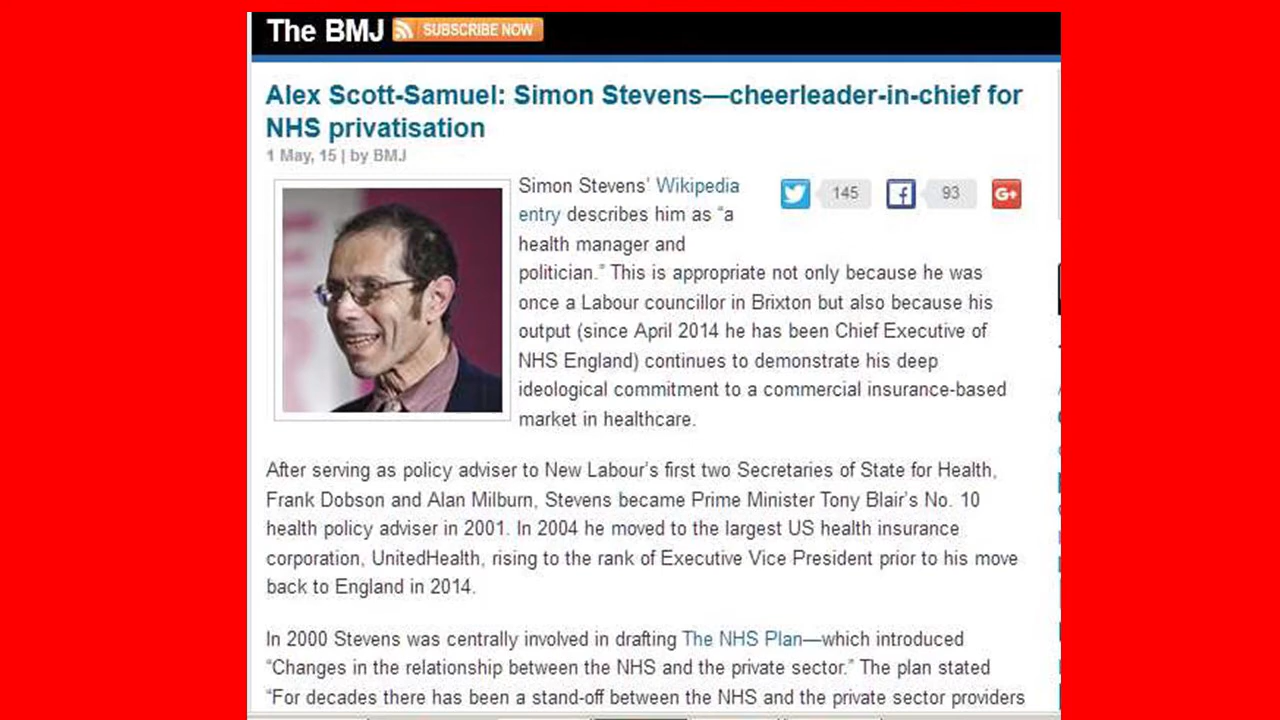 The BMJ SUBSCRIBE NOW
Alex Scott-Samuel: Simon Stevens—cheerleader-in-chief for
NHS privatisation
1 May, 15 | by BMJ
Simon Stevens’ Wikipedia
entry describes him as “a
health manager and
politician.” This is appropriate not only because he was
once a Labour councillor in Brixton but also because his
output (since April 2014 he has been Chief Executive of
NHS England) continues to demonstrate his deep
ideological commitment to a commercial insurance-based
market in healthcare.
145
93
G+
After serving as policy adviser to New Labour’s first two Secretaries of State for Health,
Frank Dobson and Alan Milburn, Stevens became Prime Minister Tony Blair’s No. 10
health policy adviser in 2001. In 2004 he moved to the largest US health insurance
corporation, UnitedHealth, rising to the rank of Executive Vice President prior to his move
back to England in 2014.
In 2000 Stevens was centrally involved in drafting The NHS Plan—which introduced
“Changes in the relationship between the NHS and the private sector.” The plan stated
“For decades there has been a stand-off between the NHS and the private sector providers